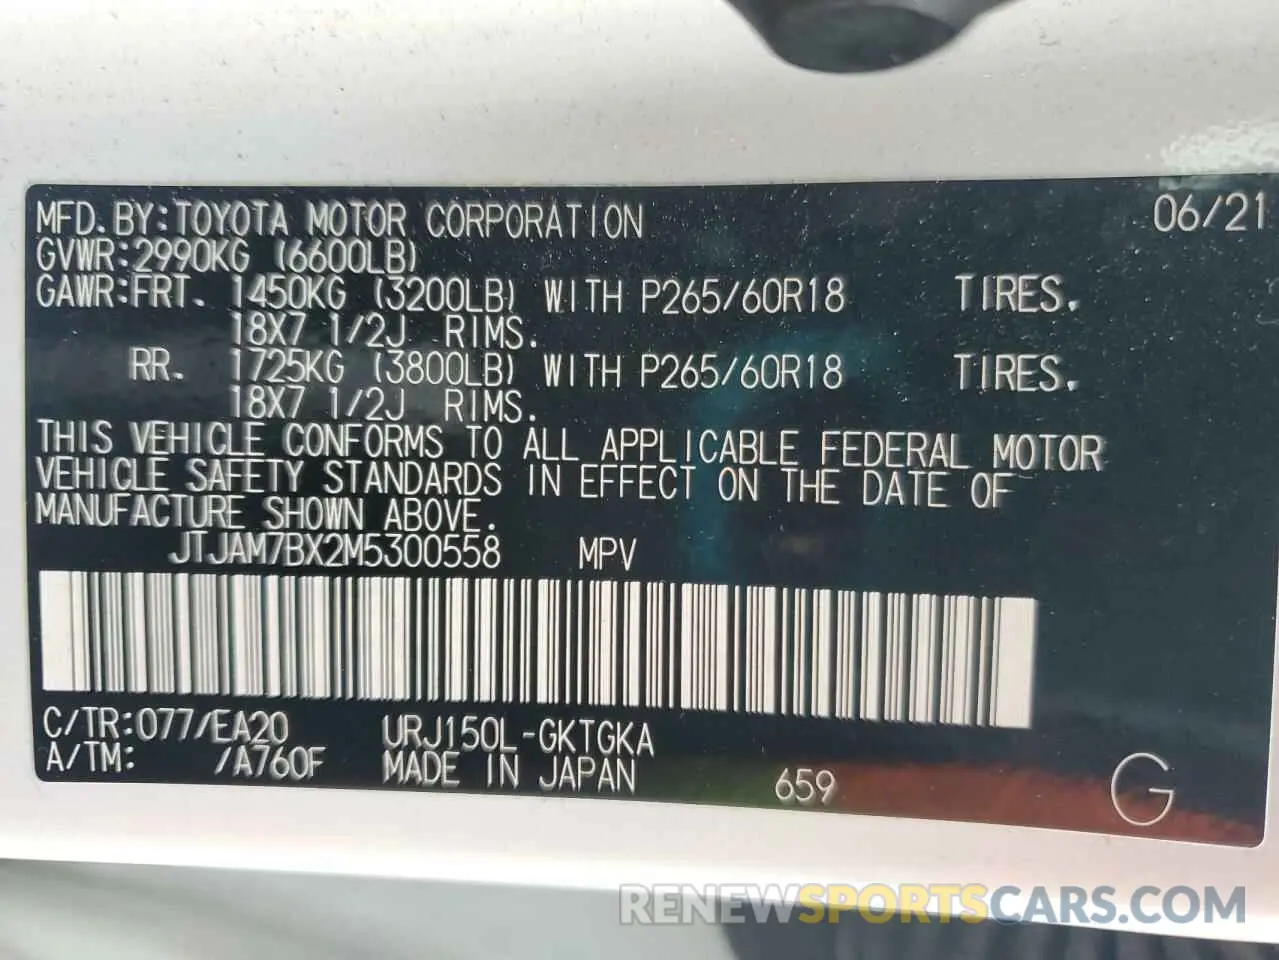 MFD.BY:TOYOTA MOTOR CORPORATION 06/21
GVWR:2990KG (6600LB)
GAWR:FRT. 1450KG (3200LB) WITH P265/60R18 TIRES.
18X7 1/2J RIMS.
RR. 1725KG (3800LB) WITH P265/60R18 TIRES.
18X7 1/2J RIMS.
THIS VEHICLE CONFORMS TO ALL APPLICABLE FEDERAL MOTOR
VEHICLE SAFETY STANDARDS IN EFFECT ON THE DATE OF
MANUFACTURE SHOWN ABOVE.
JTJAM7BX2M5300558 MPV
C/TR:077/EA20 URJ150L-GKTGKA
A/TM: /A760F MADE IN JAPAN 659 G
RENEWSPORTSCARS.COM